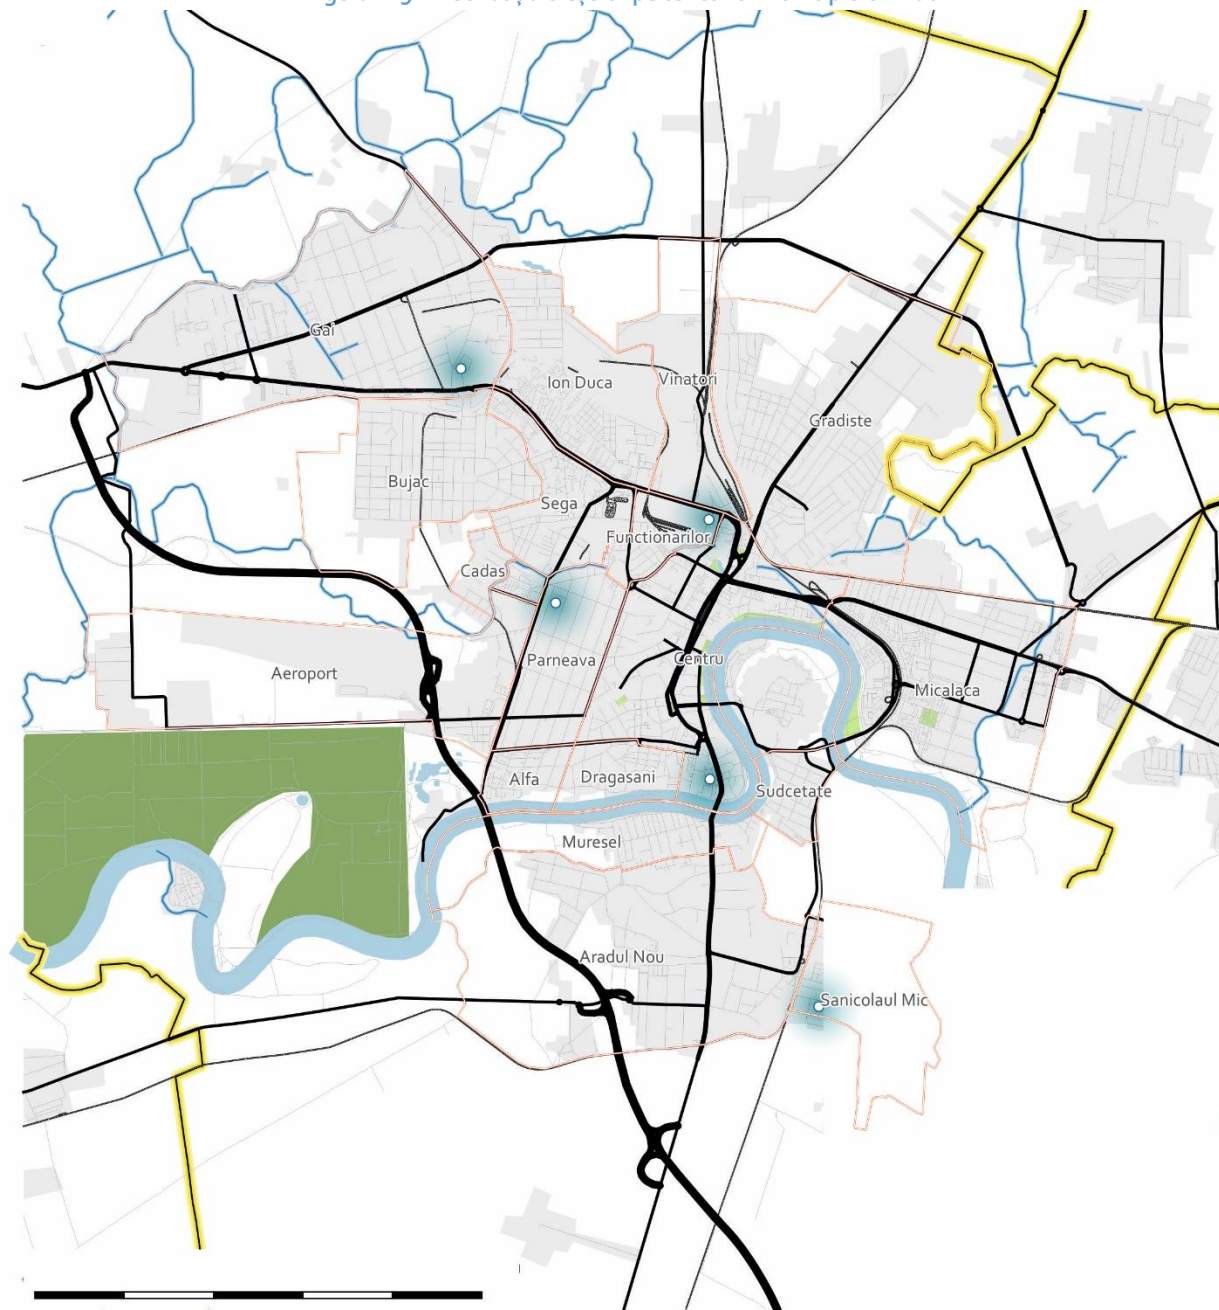 Gai
Ion Duca
Vinatori
Gradiste
Bujac
Sega
Functionarilor
Cadas
Parneava
Centru
Aeroport
Micalaca
Alfa
Dragasani
Sudcetate
Muresel
Aradul Nou
Sanicolaul Mic